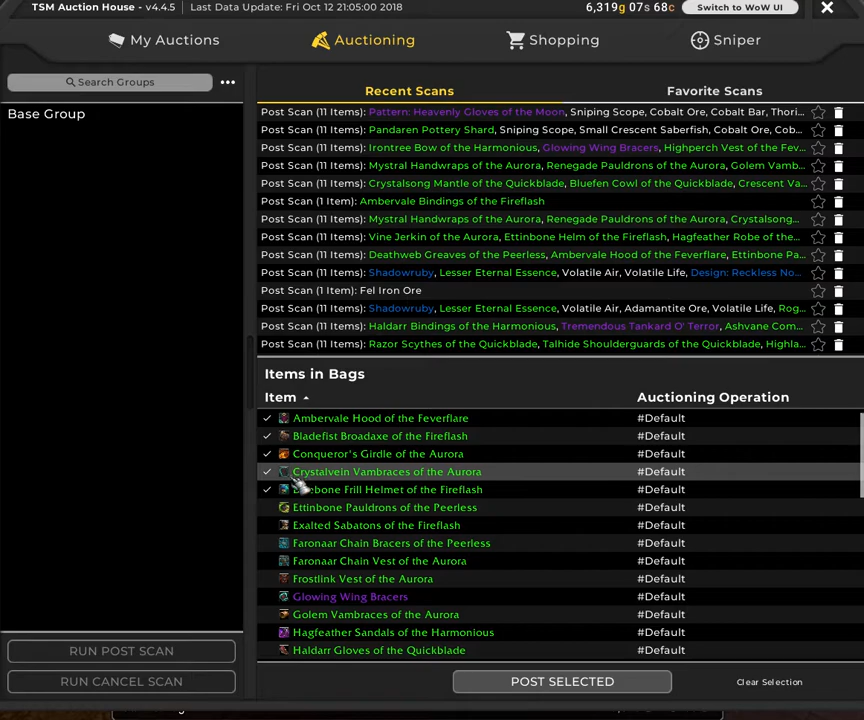 TSM Auction House - v4.4.5 Last Data Update: Fri Oct 12 21:05:00 2018 6,319g 07s 68c Switch to WoW UI
My Auctions Auctioning Shopping Sniper
Search Groups
Base Group
RUN POST SCAN
RUN CANCEL SCAN
Recent Scans Favorite Scans
Post Scan (11 Items): Pattern: Heavenly Gloves of the Moon, Sniping Scope, Cobalt Ore, Cobalt Bar, Thori...
Post Scan (11 Items): Pandaren Pottery Shard, Sniping Scope, Small Crescent Saberfish, Cobalt Ore, Cob...
Post Scan (11 Items): Irontree Bow of the Harmonious, Glowing Wing Bracers, Highperch Vest of the Fev...
Post Scan (11 Items): Mystral Handwraps of the Aurora, Renegade Pauldrons of the Aurora, Golem Vamb...
Post Scan (11 Items): Crystalsong Mantle of the Quickblade, Bluefen Cowl of the Quickblade, Crescent Va...
Post Scan (1 Item): Ambervale Bindings of the Fireflash
Post Scan (11 Items): Mystral Handwraps of the Aurora, Renegade Pauldrons of the Aurora, Crystalsong...
Post Scan (11 Items): Vine Jerkin of the Aurora, Ettinbone Helm of the Fireflash, Hagfeather Robe of the...
Post Scan (11 Items): Deathweb Greaves of the Peerless, Ambervale Hood of the Feverflare, Ettinbone Pa...
Post Scan (11 Items): Shadowruby, Lesser Eternal Essence, Volatile Air, Volatile Life, Design: Reckless No...
Post Scan (1 Item): Fel Iron Ore
Post Scan (11 Items): Shadowruby, Lesser Eternal Essence, Volatile Air, Adamantite Ore, Volatile Life, Rog...
Post Scan (11 Items): Haldarr Bindings of the Harmonious, Tremendous Tankard O' Terror, Ashvane Com...
Post Scan (11 Items): Razor Scythes of the Quickblade, Talhide Shoulderguards of the Quickblade, Highla...
Items in Bags
Item Auctioning Operation
Ambervale Hood of the Feverflare #Default
Bladefist Broadaxe of the Fireflash #Default
Conqueror's Girdle of the Aurora #Default
Crystalvein Vambraces of the Aurora #Default
Frill Helmet of the Fireflash #Default
Ettinbone Pauldrons of the Peerless #Default
Exalted Sabatons of the Fireflash #Default
Faronaar Chain Bracers of the Peerless #Default
Faronaar Chain Vest of the Aurora #Default
Frostlink Vest of the Aurora #Default
Glowing Wing Bracers #Default
Golem Vambraces of the Aurora #Default
Hagfeather Sandals of the Harmonious #Default
Haldarr Gloves of the Quickblade #Default
POST SELECTED Clear Selection